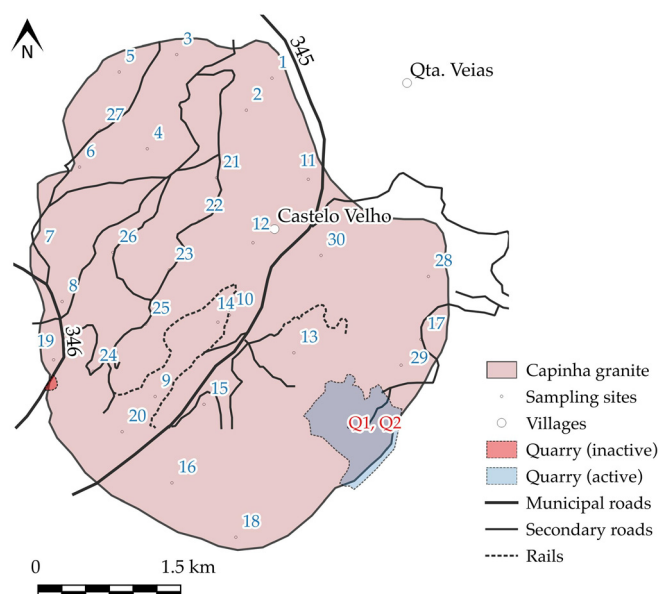 N
3
5
345
1
Qta. Veias
2
27
4
6
21
11
22
12
Castelo Velho
7
26
23
30
28
8
14
10
25
17
346
13
19
24
29
9
15
20
Q1, Q2
16
18
Capinha granite
Sampling sites
Villages
Quarry (inactive)
Quarry (active)
Municipal roads
Secondary roads
Rails
0
1.5 km